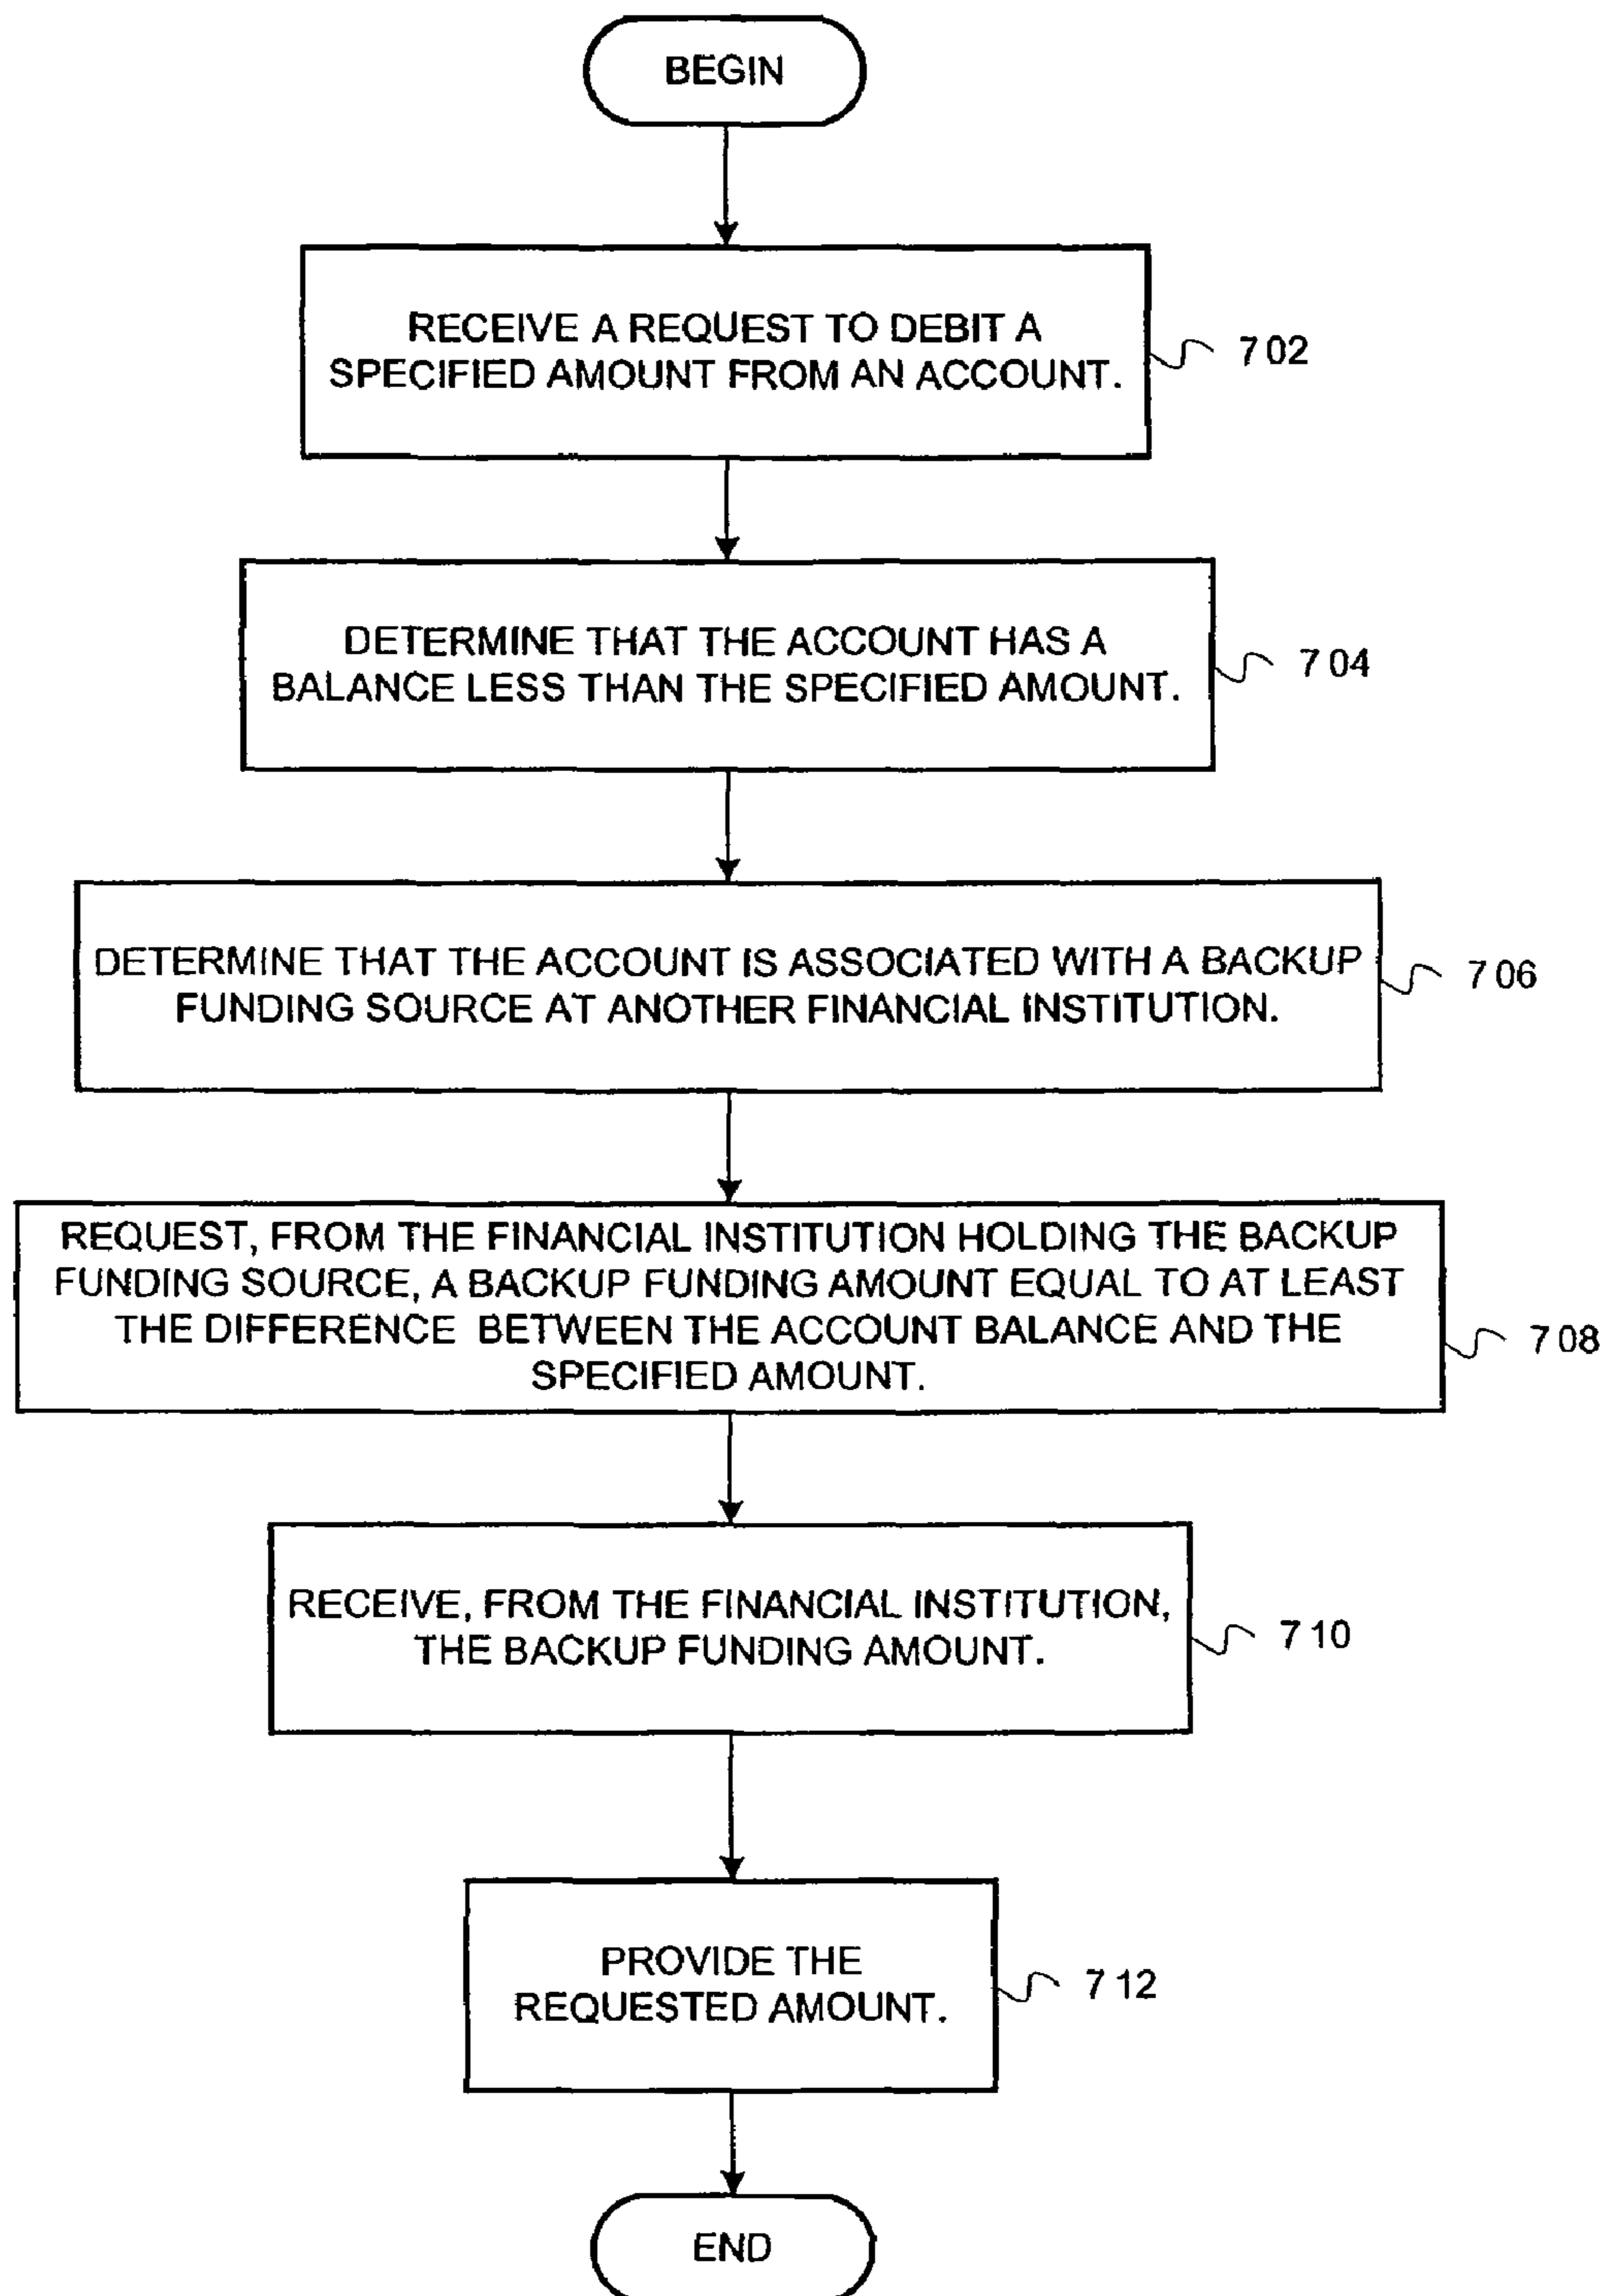 BEGIN
RECEIVE A REQUEST TO DEBIT A
SPECIFIED AMOUNT FROM AN ACCOUNT.
702
DETERMINE THAT THE ACCOUNT HAS A
BALANCE LESS THAN THE SPECIFIED AMOUNT.
704
DETERMINE THAT THE ACCOUNT IS ASSOCIATED WITH A BACKUP
FUNDING SOURCE AT ANOTHER FINANCIAL INSTITUTION.
706
REQUEST, FROM THE FINANCIAL INSTITUTION HOLDING THE BACKUP
FUNDING SOURCE, A BACKUP FUNDING AMOUNT EQUAL TO AT LEAST
THE DIFFERENCE BETWEEN THE ACCOUNT BALANCE AND THE
SPECIFIED AMOUNT.
708
RECEIVE, FROM THE FINANCIAL INSTITUTION,
THE BACKUP FUNDING AMOUNT.
710
PROVIDE THE
REQUESTED AMOUNT.
712
END